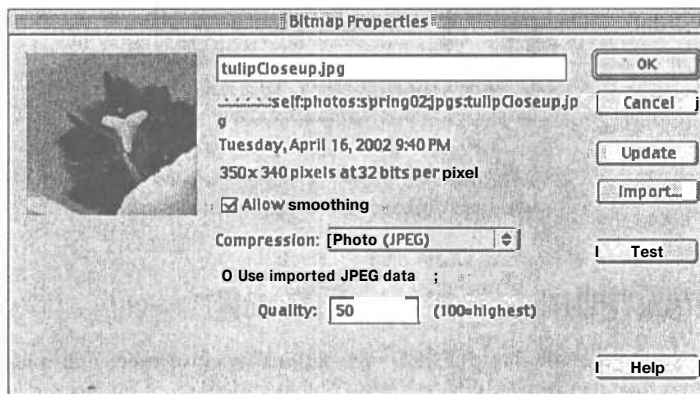 Bitmap Properties
tulipCloseup.jpg
OK
:self:photos:spring02:jpgs:tulipCloseup.jp
g
Cancel
Tuesday, April 16, 2002 9:40 PM
Update
350 x 340 pixels at 32 bits per pixel
Import...
Allow smoothing
Compression: Photo (JPEG)
Test
Use imported JPEG data
Quality: 50 (100=highest)
Help